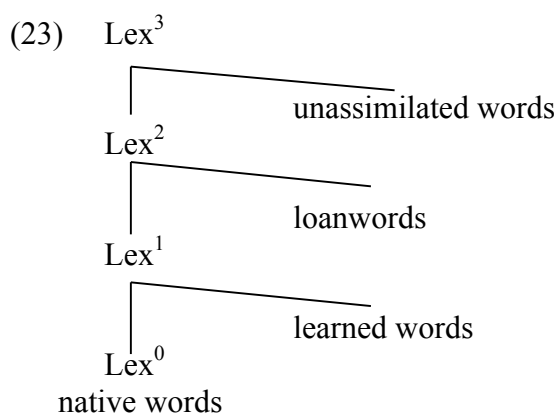 (23) Lex³
unassimilated words
Lex²
loanwords
Lex¹
learned words
Lex⁰
native words